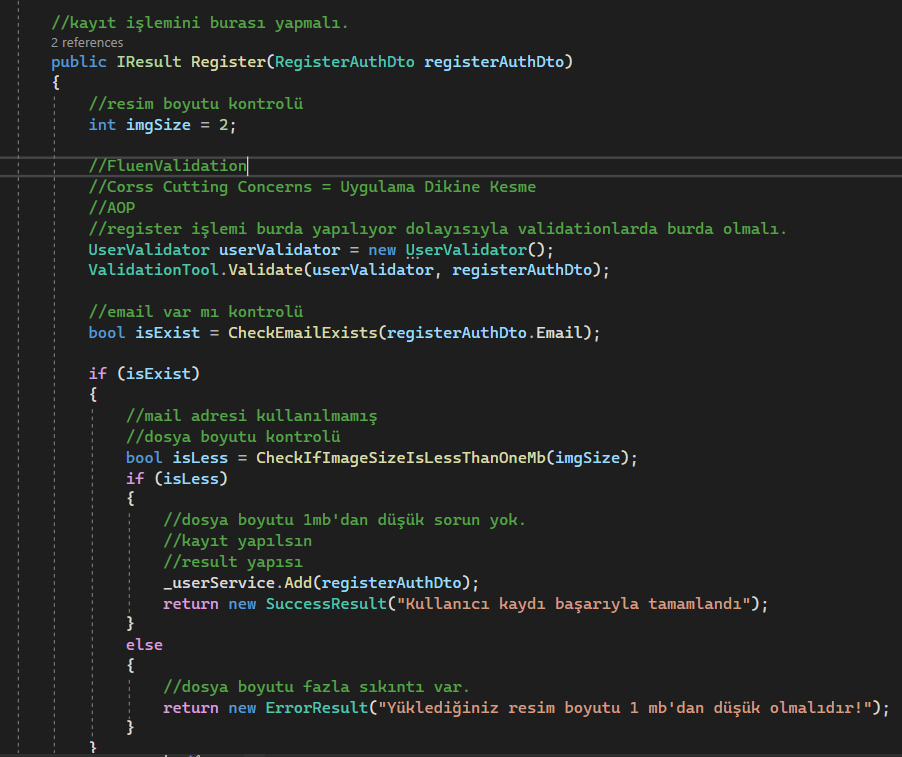 //kayıt işlemini burası yapmalı.
2 references
public IResult Register(RegisterAuthDto registerAuthDto)
{
//resim boyutu kontrolü
int imgSize = 2;
//FluenValidation
//Corss Cutting Concerns = Uygulama Dikine Kesme
//AOP
//register işlemi burda yapılıyor dolayısıyla validationlarda burda olmalı.
UserValidator userValidator = new UserValidator();
ValidationTool.Validate(userValidator, registerAuthDto);
//email var mı kontrolü
bool isExist = CheckEmailExists(registerAuthDto.Email);
if (isExist)
{
//mail adresi kullanılmamış
//dosya boyutu kontrolü
bool isLess = CheckIfImageSizeIsLessThanOneMb(imgSize);
if (isLess)
{
//dosya boyutu 1mb'dan düşük sorun yok.
//kayıt yapılsın
//result yapısı
_userService.Add(registerAuthDto);
return new SuccessResult("Kullanıcı kaydı başarıyla tamamlandı");
}
else
{
//dosya boyutu fazla sıkıntı var.
return new ErrorResult("Yüklediğiniz resim boyutu 1 mb'dan düşük olmalıdır!");
}
}